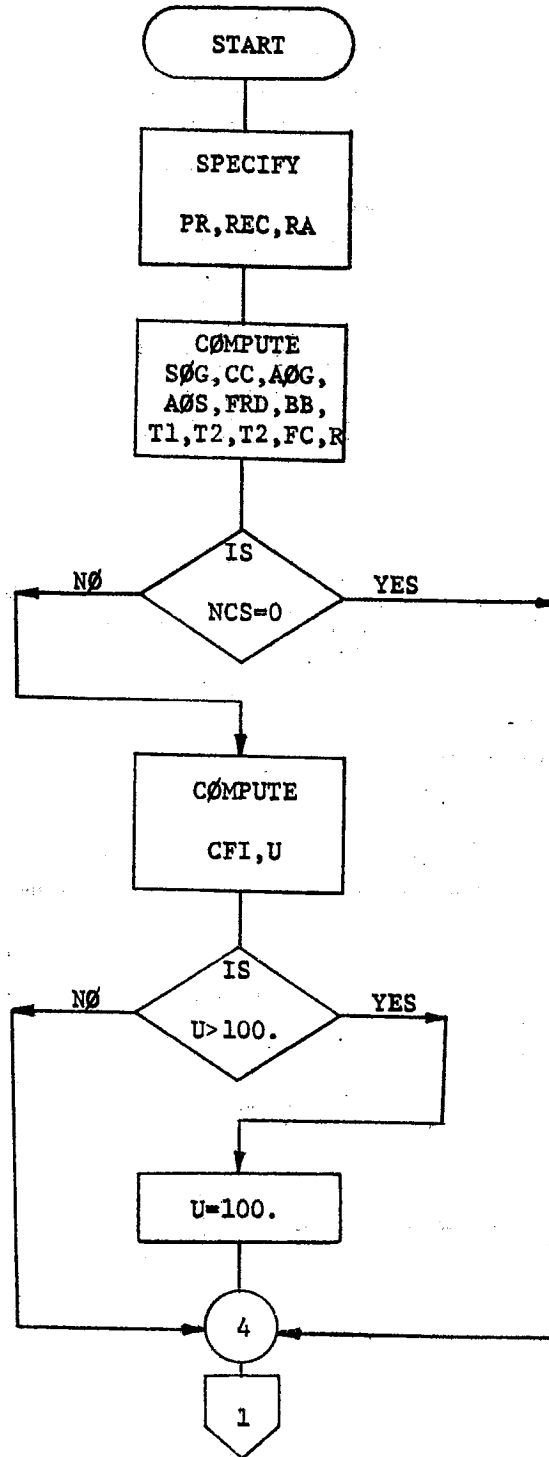 START
SPECIFY
PR,REC,RA
CØMPUTE
SØG,CC,AØG,
AØS,FRD,BB,
T1,T2,T2,FC,R
IS
NØ
YES
NCS=0
CØMPUTE
CFI,U
IS
NØ
YES
U>100.
U=100.
4
1